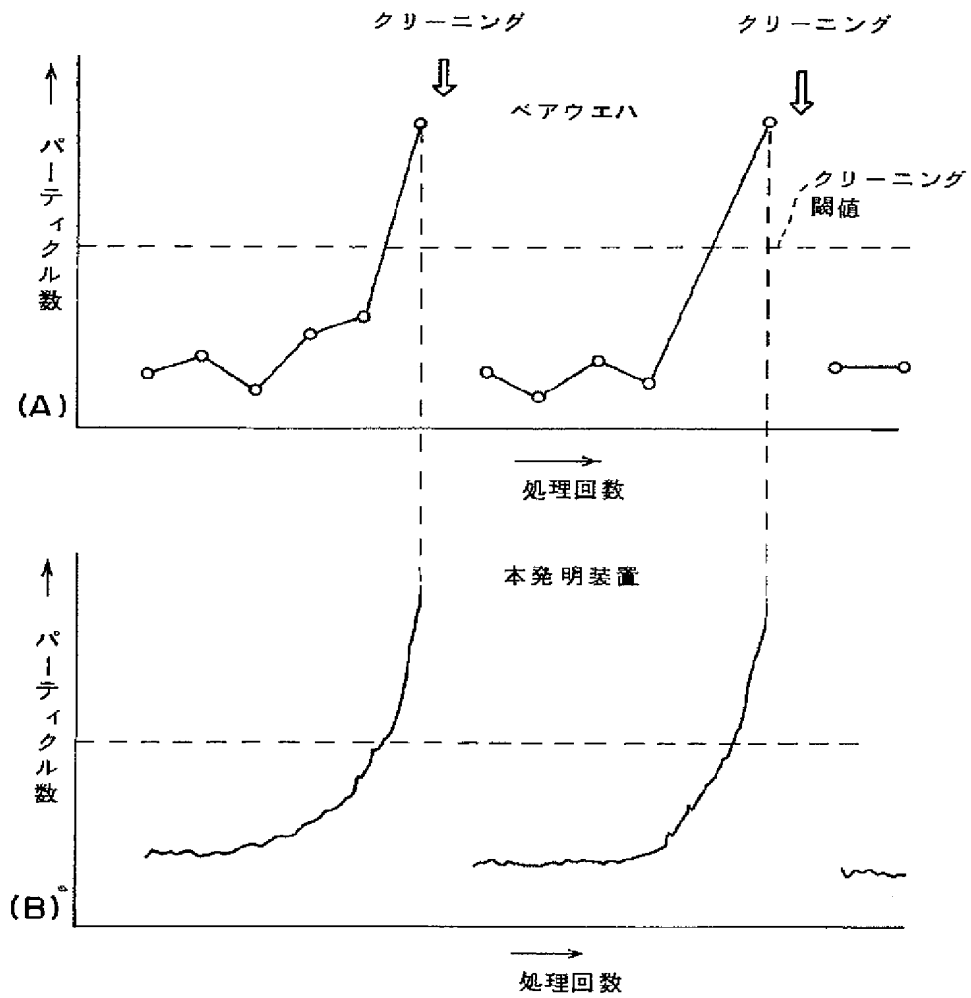 クリーニング
クリーニング
ベアウエハ
クリーニング
閾値
パーティクル数
(A)
処理回数
本発明装置
パーティクル数
(B)
処理回数